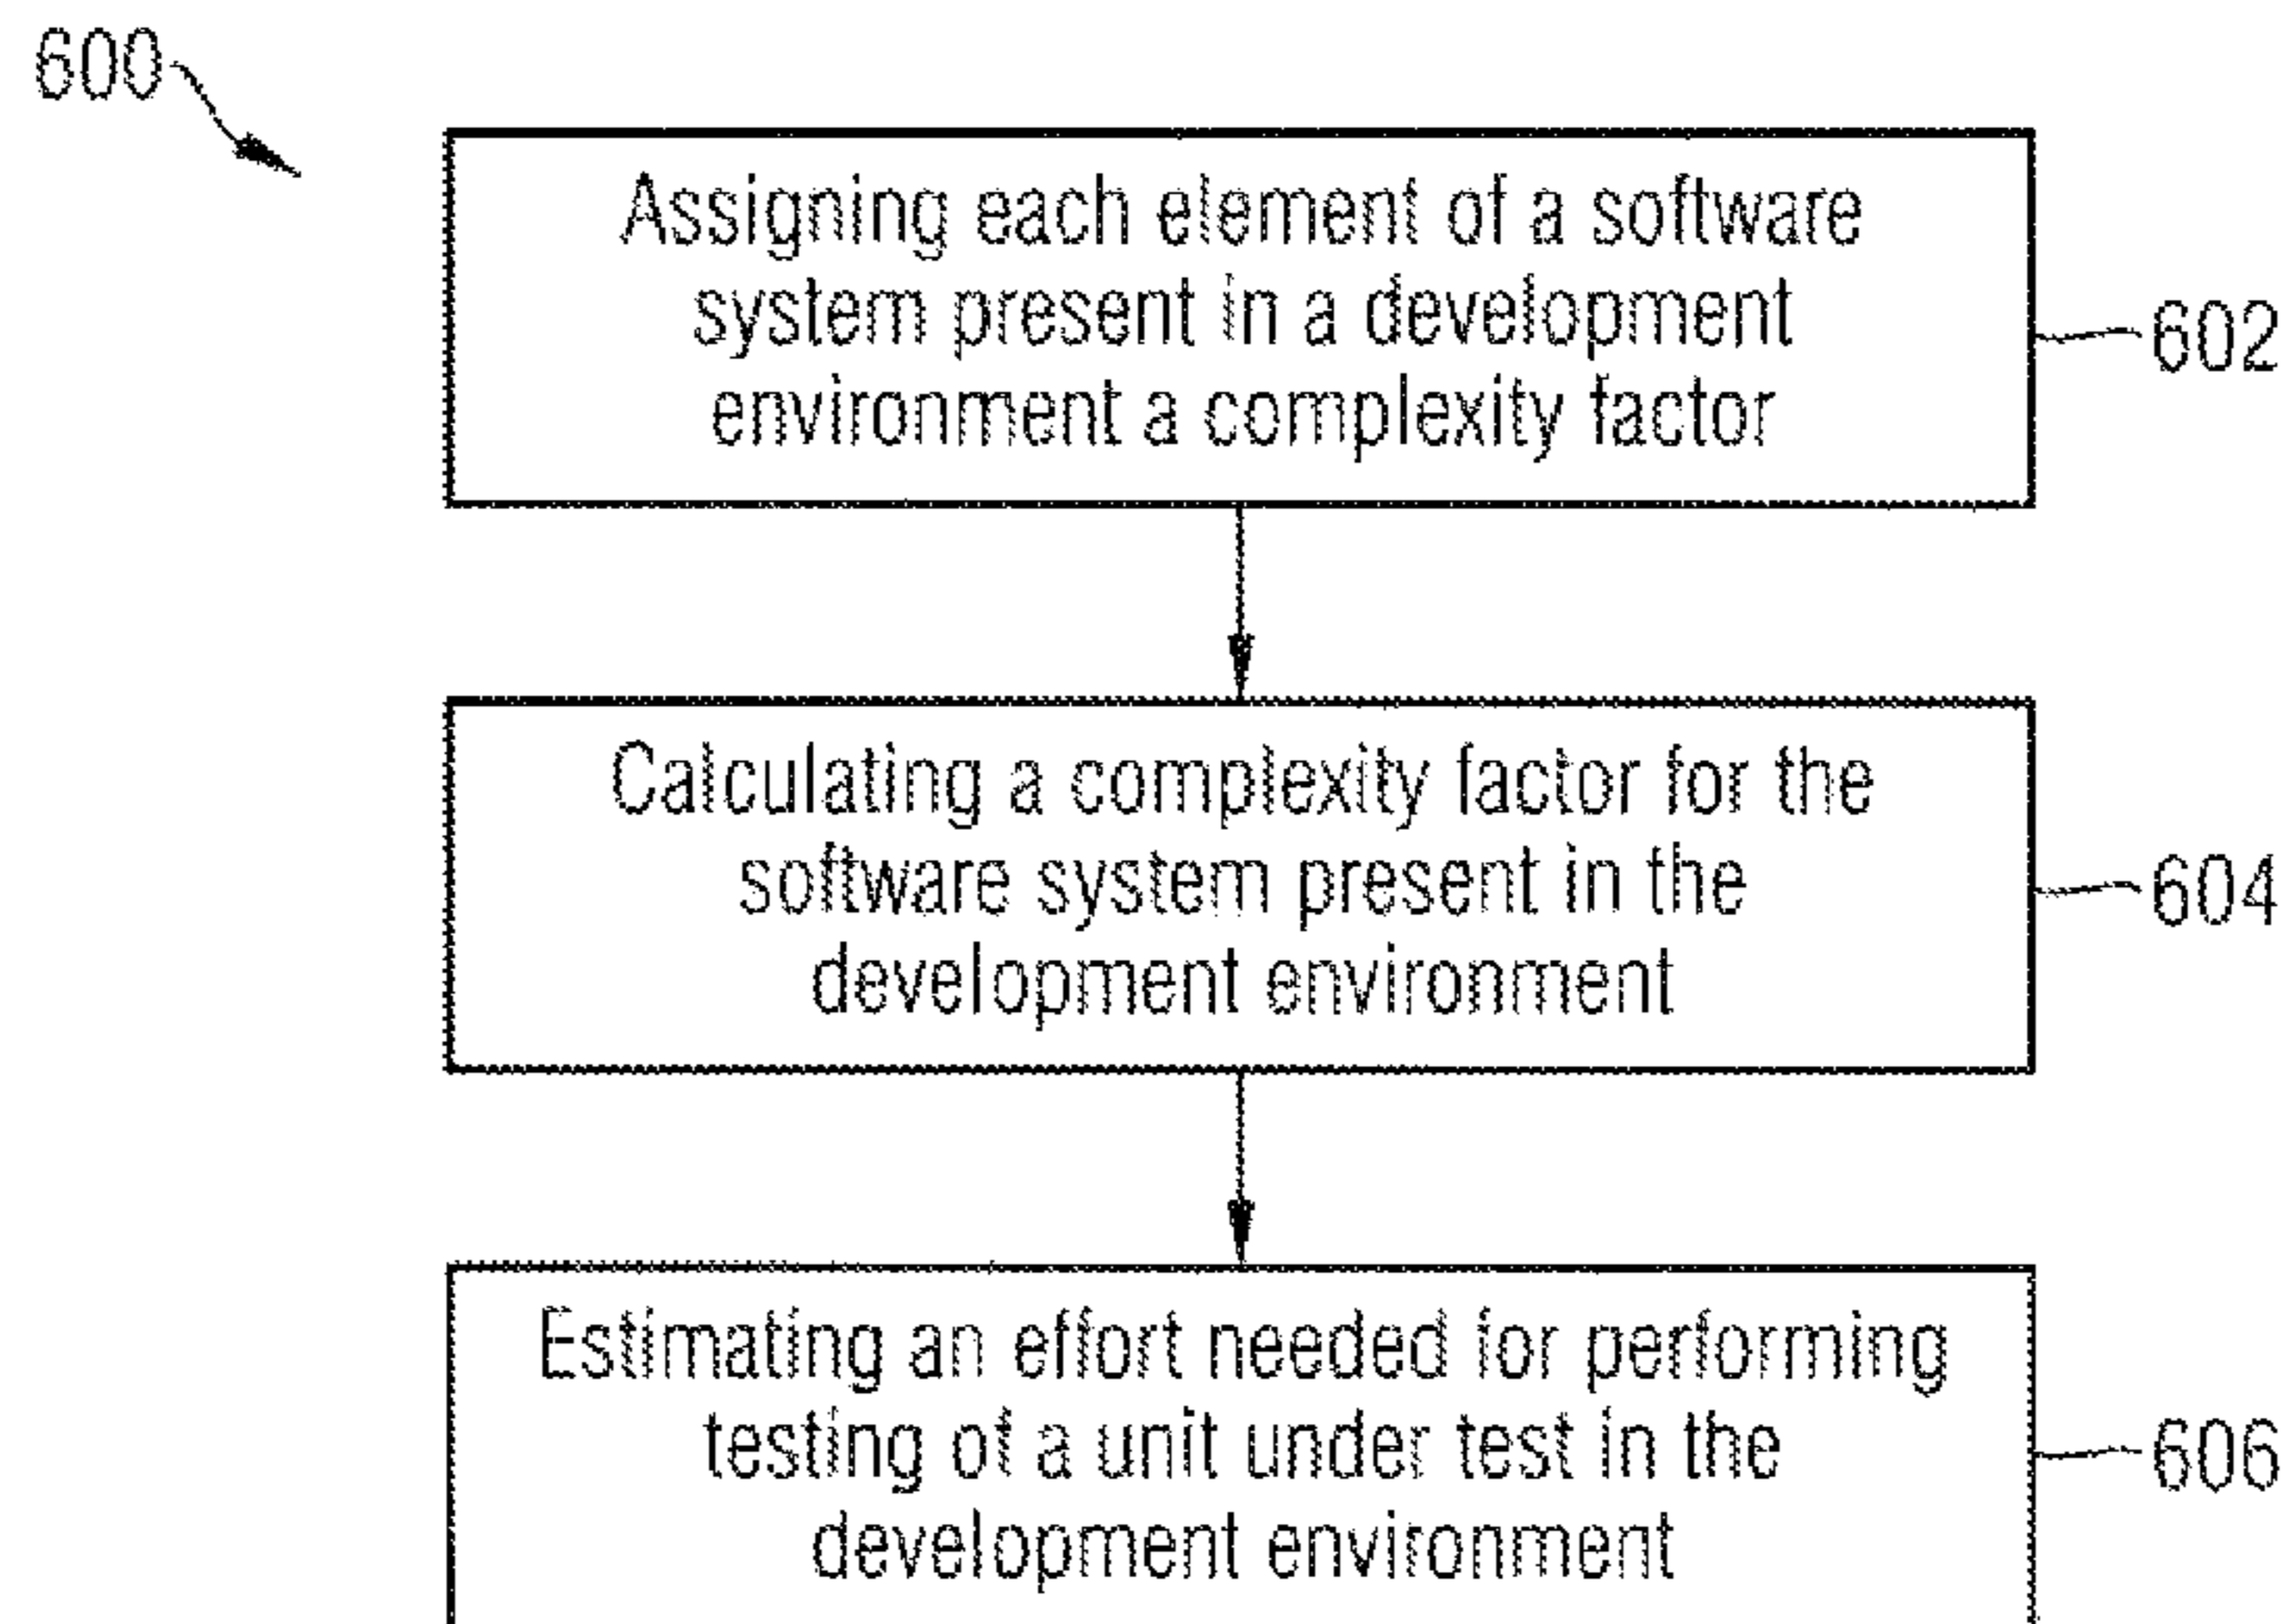 600
Assigning each element of a software
system present in a development
environment a complexity factor
602
Calculating a complexity factor for the
software system present in the
development environment
604
Estimating an effort needed for performing
testing of a unit under test in the
development environment
606